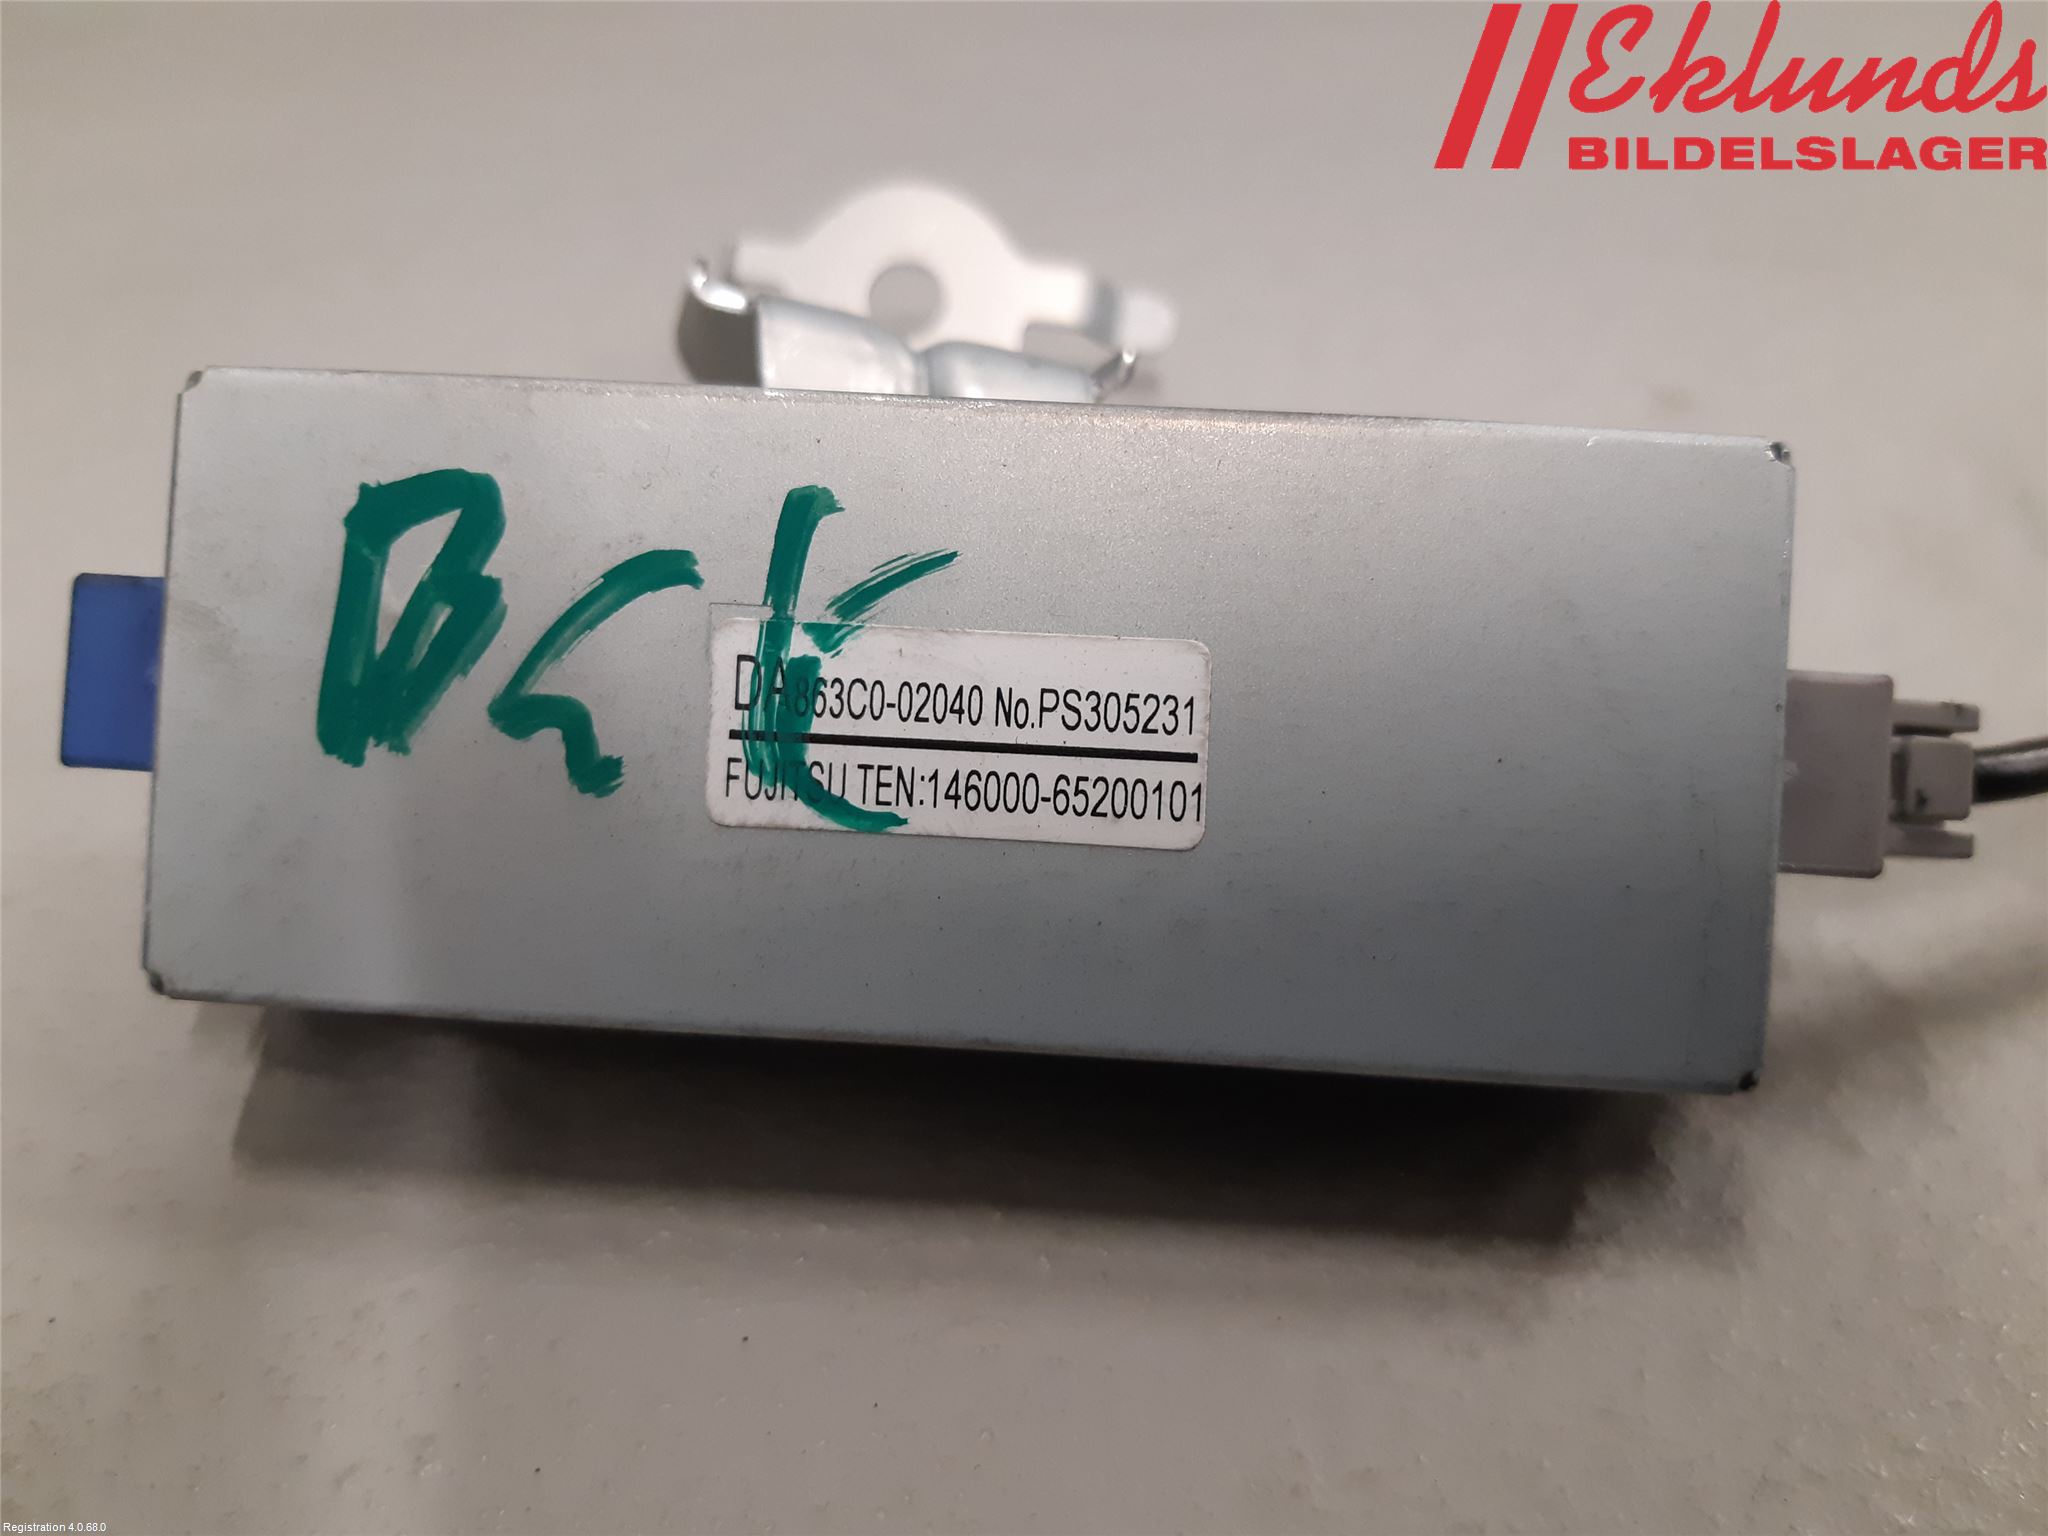 Eklunds
BILDELSLAGER
DA863C0-02040 No.PS305231
FUJITSU TEN:146000-65200101
Registration 4.0.68.0